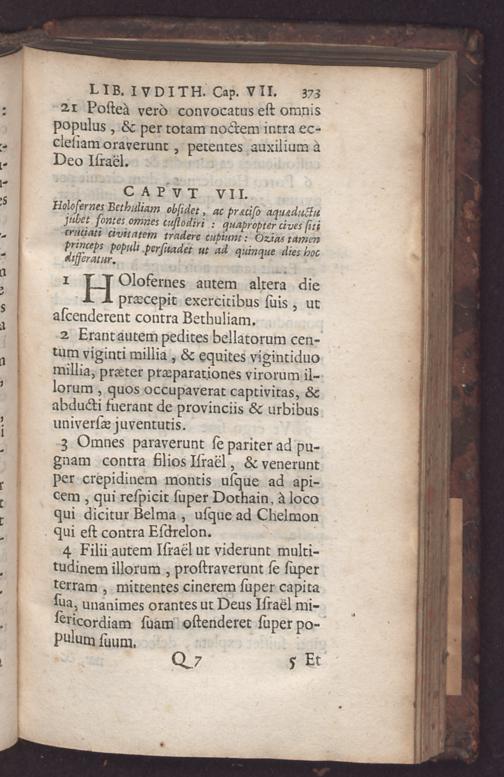 LIB. IVDITH. Cap. VII. 373
21 Poſteà verò convocatus eſt omnis
populus, & per totam noctem intra ec-
cleſiam oraverunt, petentes auxilium à
Deo Iſraël.
CAPVT VII.
Holofernes Bethuliam obſidet, ac præciſo aquæductu
jubet fontes omnes cuſtodiri: quapropter cives ſiti
cruciati civitatem tradere cupiunt: Ozias tamen
princeps populi perſuadet ut ad quinque dies hoc
differatur.
1 HOlofernes autem altera die
præcepit exercitibus ſuis, ut
aſcenderent contra Bethuliam.
2 Erant autem pedites bellatorum cen-
tum viginti millia, & equites vigintiduo
millia, præter præparationes virorum il-
lorum, quos occupaverat captivitas, &
abducti fuerant de provinciis & urbibus
univerſæ juventutis.
3 Omnes paraverunt ſe pariter ad pu-
gnam contra filios Iſraël, & venerunt
per crepidinem montis uſque ad api-
cem, qui reſpicit ſuper Dothain, à loco
qui dicitur Belma, uſque ad Chelmon
qui eſt contra Eſdrelon.
4 Filii autem Iſraël ut viderunt multi-
tudinem illorum, proſtraverunt ſe ſuper
terram, mittentes cinerem ſuper capita
ſua, unanimes orantes ut Deus Iſraël mi-
ſericordiam ſuam oſtenderet ſuper po-
pulum ſuum.
Q 7 5 Et